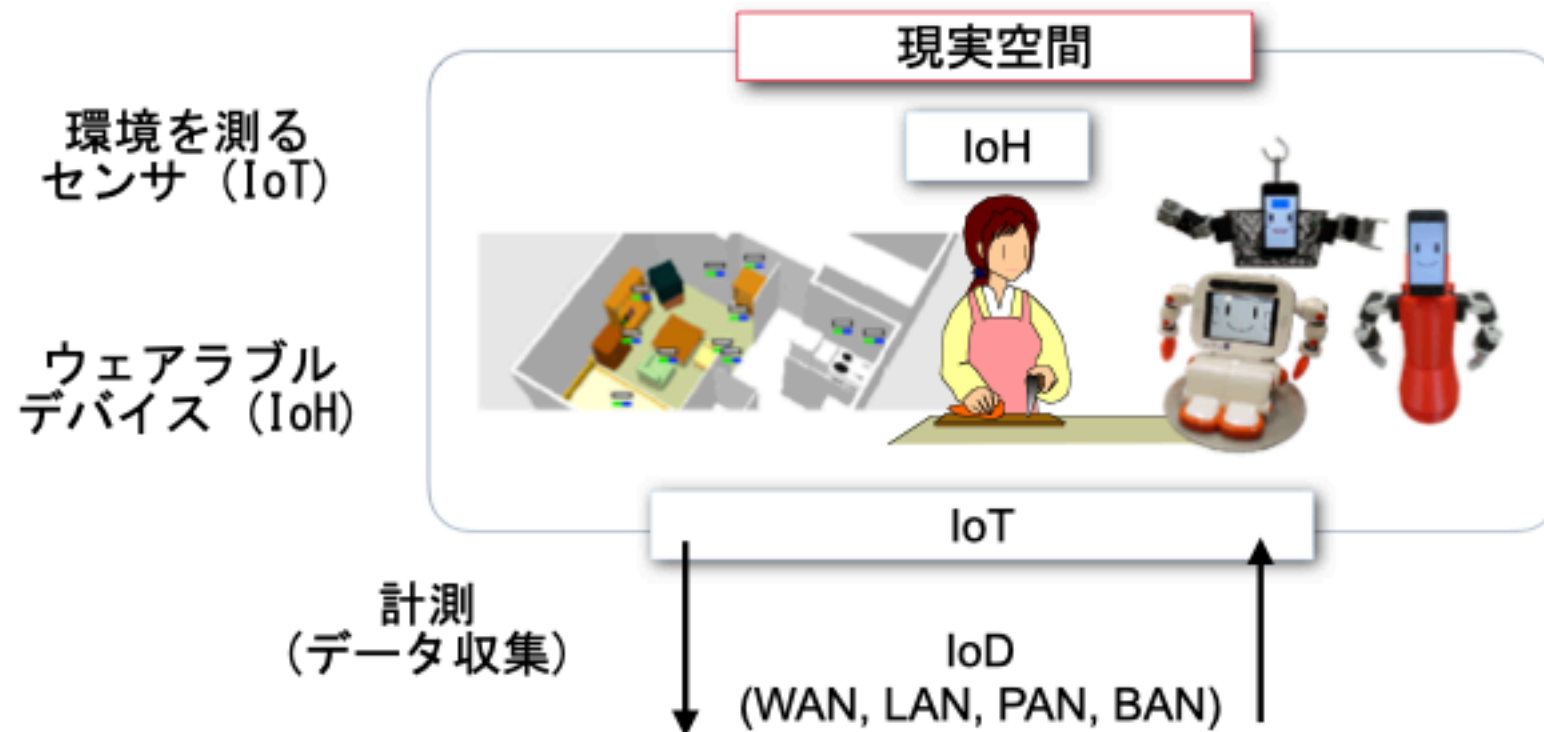 現実空間
環境を測る
センサ (IoT)
IoH
ウェアラブル
デバイス (IoH)
IoT
計測
(データ収集)
IoD
(WAN, LAN, PAN, BAN)